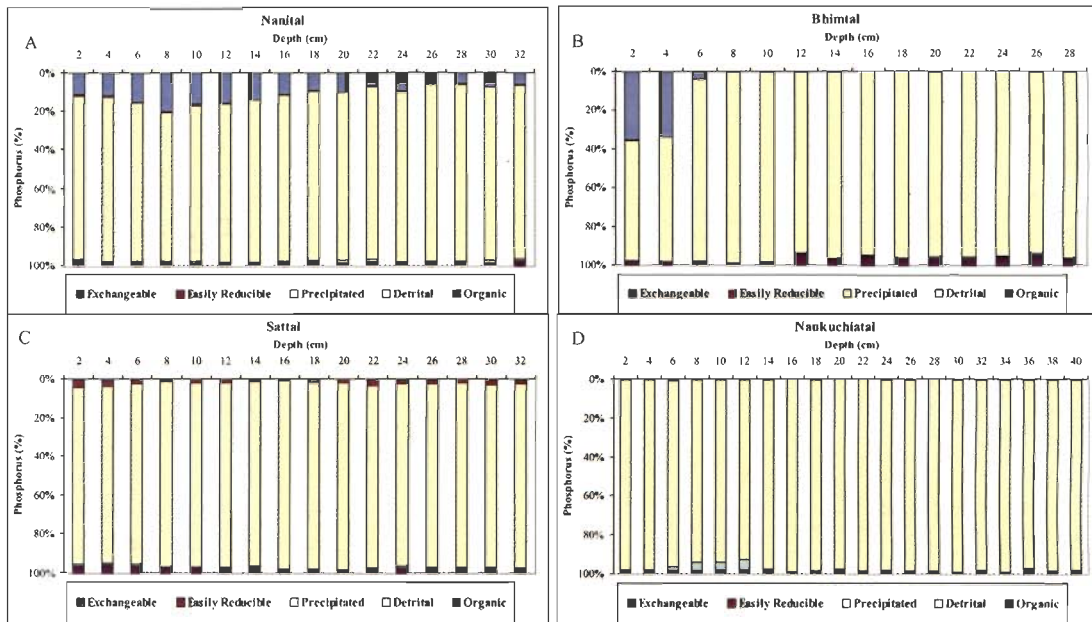 Nanital
A
Depth (cm)
2 4 6 8 10 12 14 16 18 20 22 24 26 28 30 32
0%
20%
40%
60%
80%
100%
Phosphorus (%)
Exchangeable Easily Reducible Precipitated Detrital Organic
Bhimtal
B
Depth (cm)
2 4 6 8 10 12 14 16 18 20 22 24 26 28
0%
20%
40%
60%
80%
100%
Phosphorus (%)
Exchangeable Easily Reducible Precipitated Detrital Organic
Sattal
C
Depth (cm)
2 4 6 8 10 12 14 16 18 20 22 24 26 28 30 32
0%
20%
40%
60%
80%
100%
Phosphorus (%)
Exchangeable Easily Reducible Precipitated Detrital Organic
Naukuchiatal
D
Depth (cm)
2 4 6 8 10 12 16 18 20 22 24 26 28 30 32 34 36 38 40
0%
20%
40%
60%
80%
100%
Phosphorus (%)
Exchangeable Easily Reducible Precipitated Detrital Organic